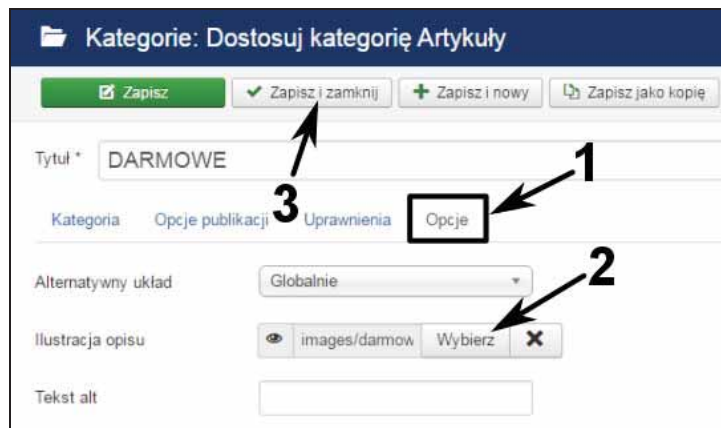 Kategorie: Dostosuj kategorię Artykuły
Zapisz Zapisz i zamknij Zapisz i nowy Zapisz jako kopię
Tytuł * DARMOWE
1
3
Kategoria Opcje publikacji Uprawnienia Opcje
Alternatywny układ Globalnie
2
Ilustracja opisu images/darmow Wybierz
Tekst alt